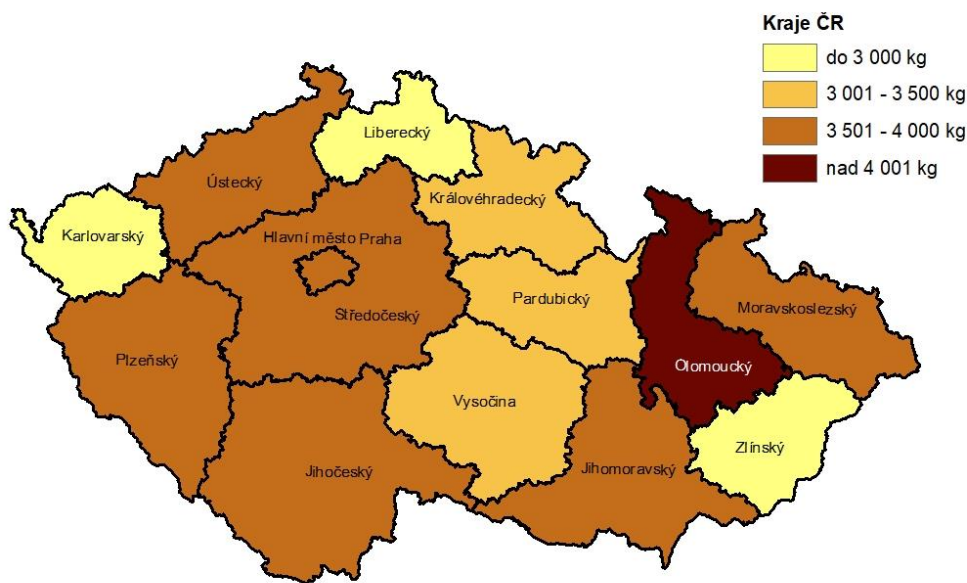 Kraje ČR
do 3 000 kg
3 001 - 3 500 kg
3 501 - 4 000 kg
nad 4 001 kg
Liberecký
Ústecký
Královéhradecký
Karlovarský
Hlavní město Praha
Pardubický
Moravskoslezský
Středočeský
Plzeňský
Olomoucký
Vysočina
Zlínský
Jihočeský
Jihomoravský